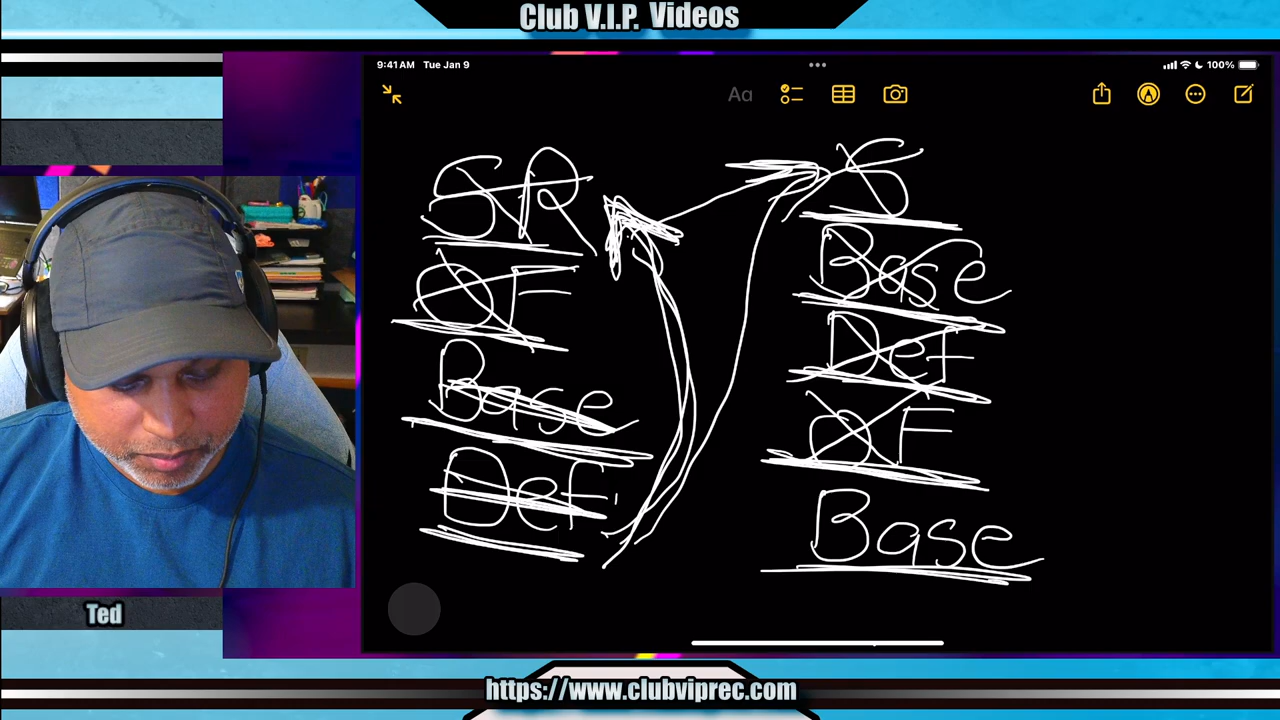 Club V.I.P. Videos
9:41 AM Tue Jan 9
100%
Aa
SR
OF
Base
Def
S
Base
Def
OF
Base
Ted
https://www.clubviprec.com